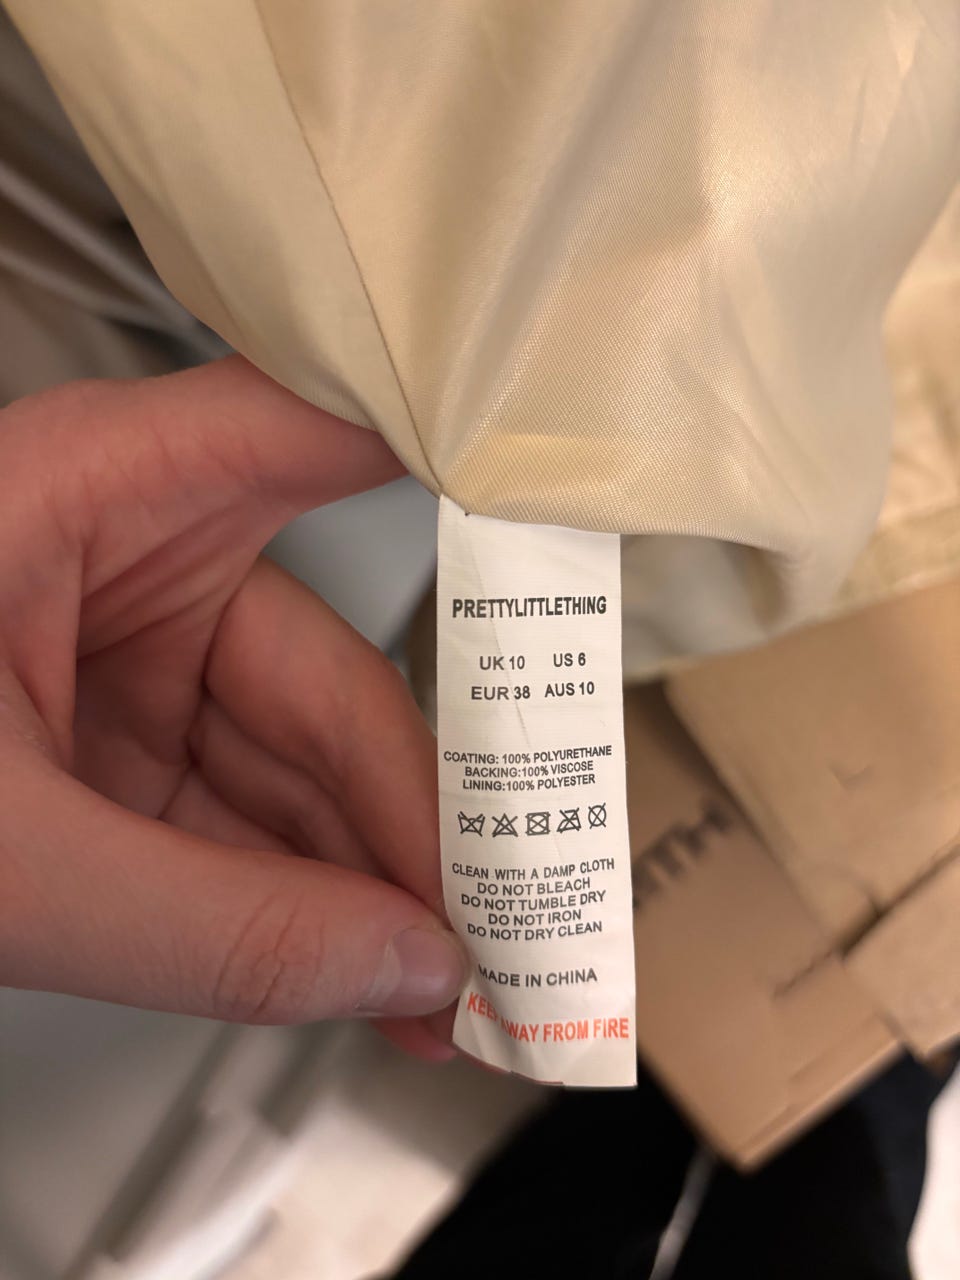 PRETTYLITTLETHING
UK 10 US 6
EUR 38 AUS 10
COATING: 100% POLYURETHANE
BACKING:100% VISCOSE
LINING:100% POLYESTER
CLEAN WITH A DAMP CLOTH
DO NOT BLEACH
DO NOT TUMBLE DRY
DO NOT IRON
DO NOT DRY CLEAN
MADE IN CHINA
KEEP AWAY FROM FIRE